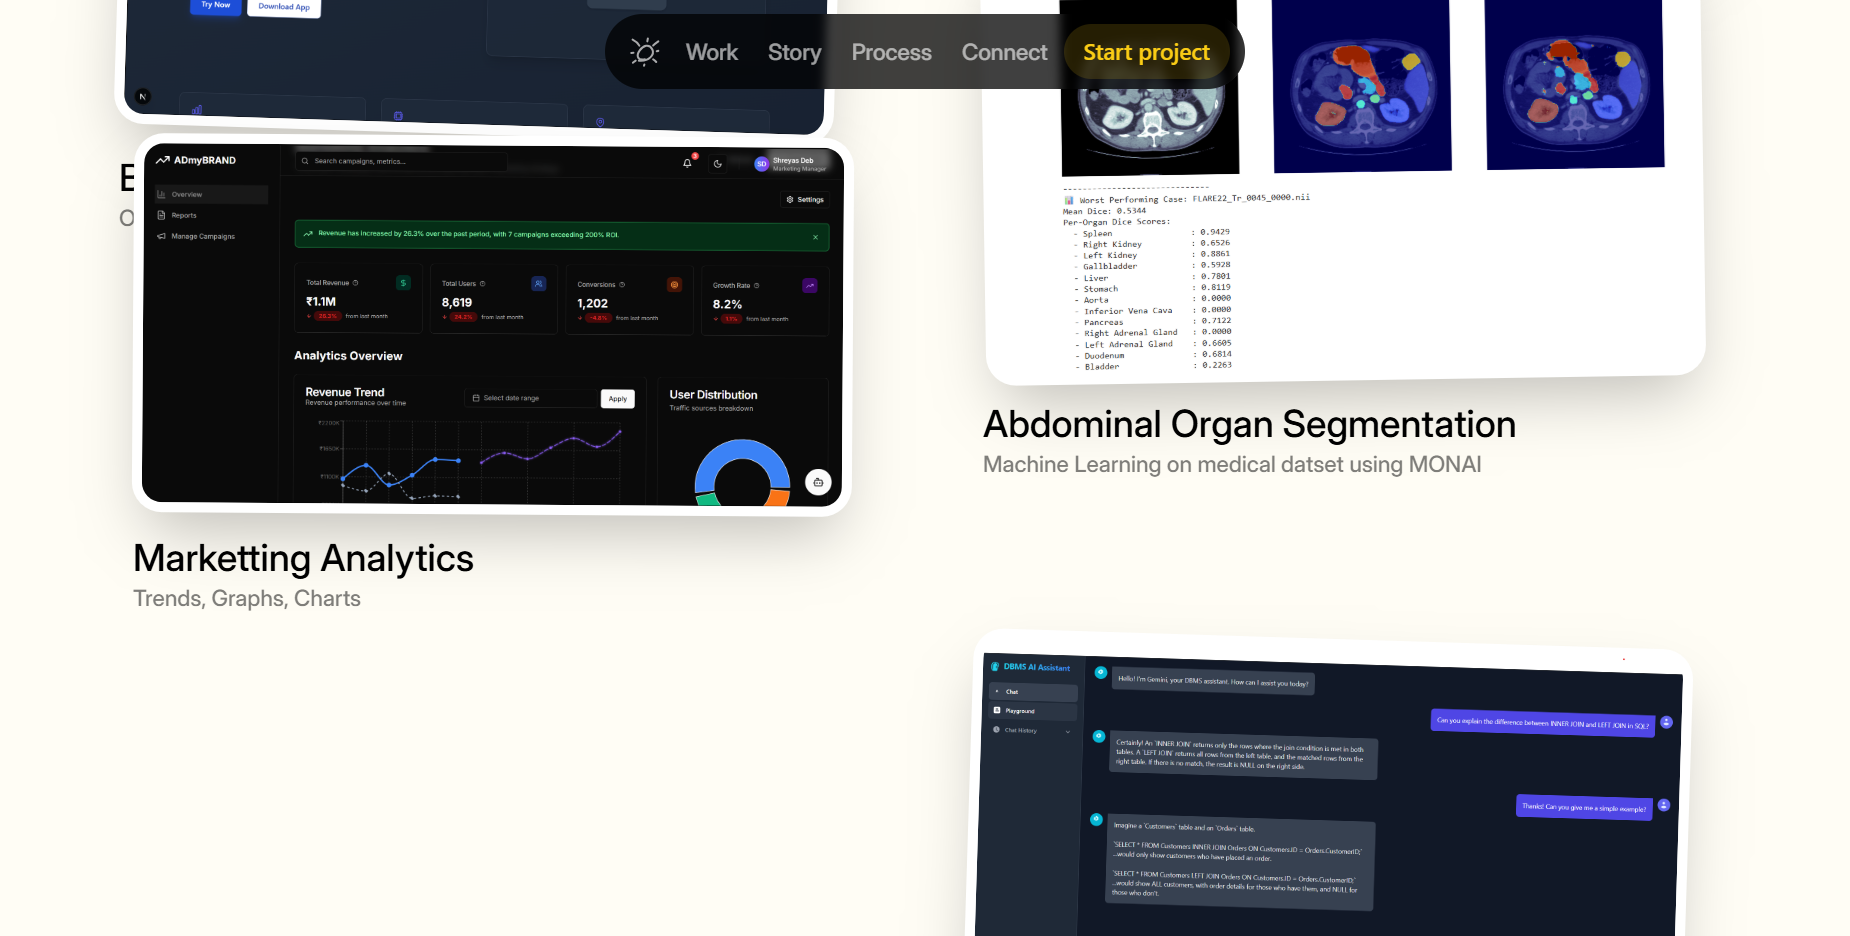 Try Now
Download App
Work
Story
Process
Connect
Start project
N
E
O
ADmyBRAND
Search campaigns, metrics...
3
SD
Shreyas Deb
Marketing Manager
Overview
Reports
Manage Campaigns
Settings
Revenue has increased by 26.3% over the past period, with 7 campaigns exceeding 200% ROI.
Total Revenue
₹1.1M
from last month
Total Users
8,619
24.2%
from last month
Conversions
1,202
-4.8%
from last month
Growth Rate
8.2%
from last month
Analytics Overview
Revenue Trend
Revenue performance over time
Select date range
Apply
₹2200K
₹1650K
₹1100K
User Distribution
Traffic sources breakdown
Marketting Analytics
Trends, Graphs, Charts
-----------------------------
Worst Performing Case: FLARE22_Tr_0045_0000.nii
Mean Dice: 0.5344
Per-Organ Dice Scores:
- Spleen : 0.9429
- Right Kidney : 0.6526
- Left Kidney : 0.8861
- Gallbladder : 0.5928
- Liver : 0.7801
- Stomach : 0.8119
- Aorta : 0.0000
- Inferior Vena Cava : 0.0000
- Pancreas : 0.7122
- Right Adrenal Gland : 0.0000
- Left Adrenal Gland : 0.6605
- Duodenum : 0.6814
- Bladder : 0.2263
Abdominal Organ Segmentation
Machine Learning on medical datset using MONAI
DBMS AI Assistant
Chat
Playground
Chat History
Hello! I'm Gemini, your DBMS assistant. How can I assist you today?
Can you explain the difference between INNER JOIN and LEFT JOIN in SQL?
Certainly! An `INNER JOIN` returns only the rows where the join condition is met in both
tables. A `LEFT JOIN` returns all rows from the left table, and the matched rows from the
right table. If there is no match, the result is NULL on the right side.
Thanks! Can you give me a simple example?
Imagine a `Customers` table and an `Orders` table.
`SELECT * FROM Customers INNER JOIN Orders ON Customers.ID = Orders.CustomerID;`
...would only show customers who have placed an order.
`SELECT * FROM Customers LEFT JOIN Orders ON Customers.ID = Orders.CustomerID;`
...would show ALL customers, with order details for those who have them, and NULL for
those who don't.